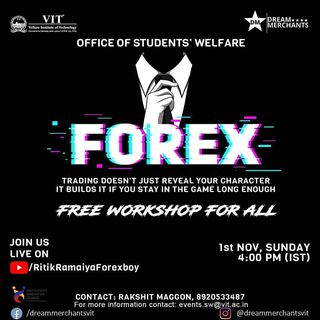 VIT
Vellore Institute of Technology
DM
DREAM
MERCHANTS
OFFICE OF STUDENTS' WELFARE
FOREX
TRADING DOESN'T JUST REVEAL YOUR CHARACTER
IT BUILDS IT IF YOU STAY IN THE GAME LONG ENOUGH
FREE WORKSHOP FOR ALL
JOIN US
LIVE ON
/RitikRamaiyaForexboy
1st NOV, SUNDAY
4:00 PM (IST)
CONTACT: RAKSHIT MAGGON, 8920533487
For more information contact: events.sw@vit.ac.in
/dreammerchantsvit
@dreammerchantsvit